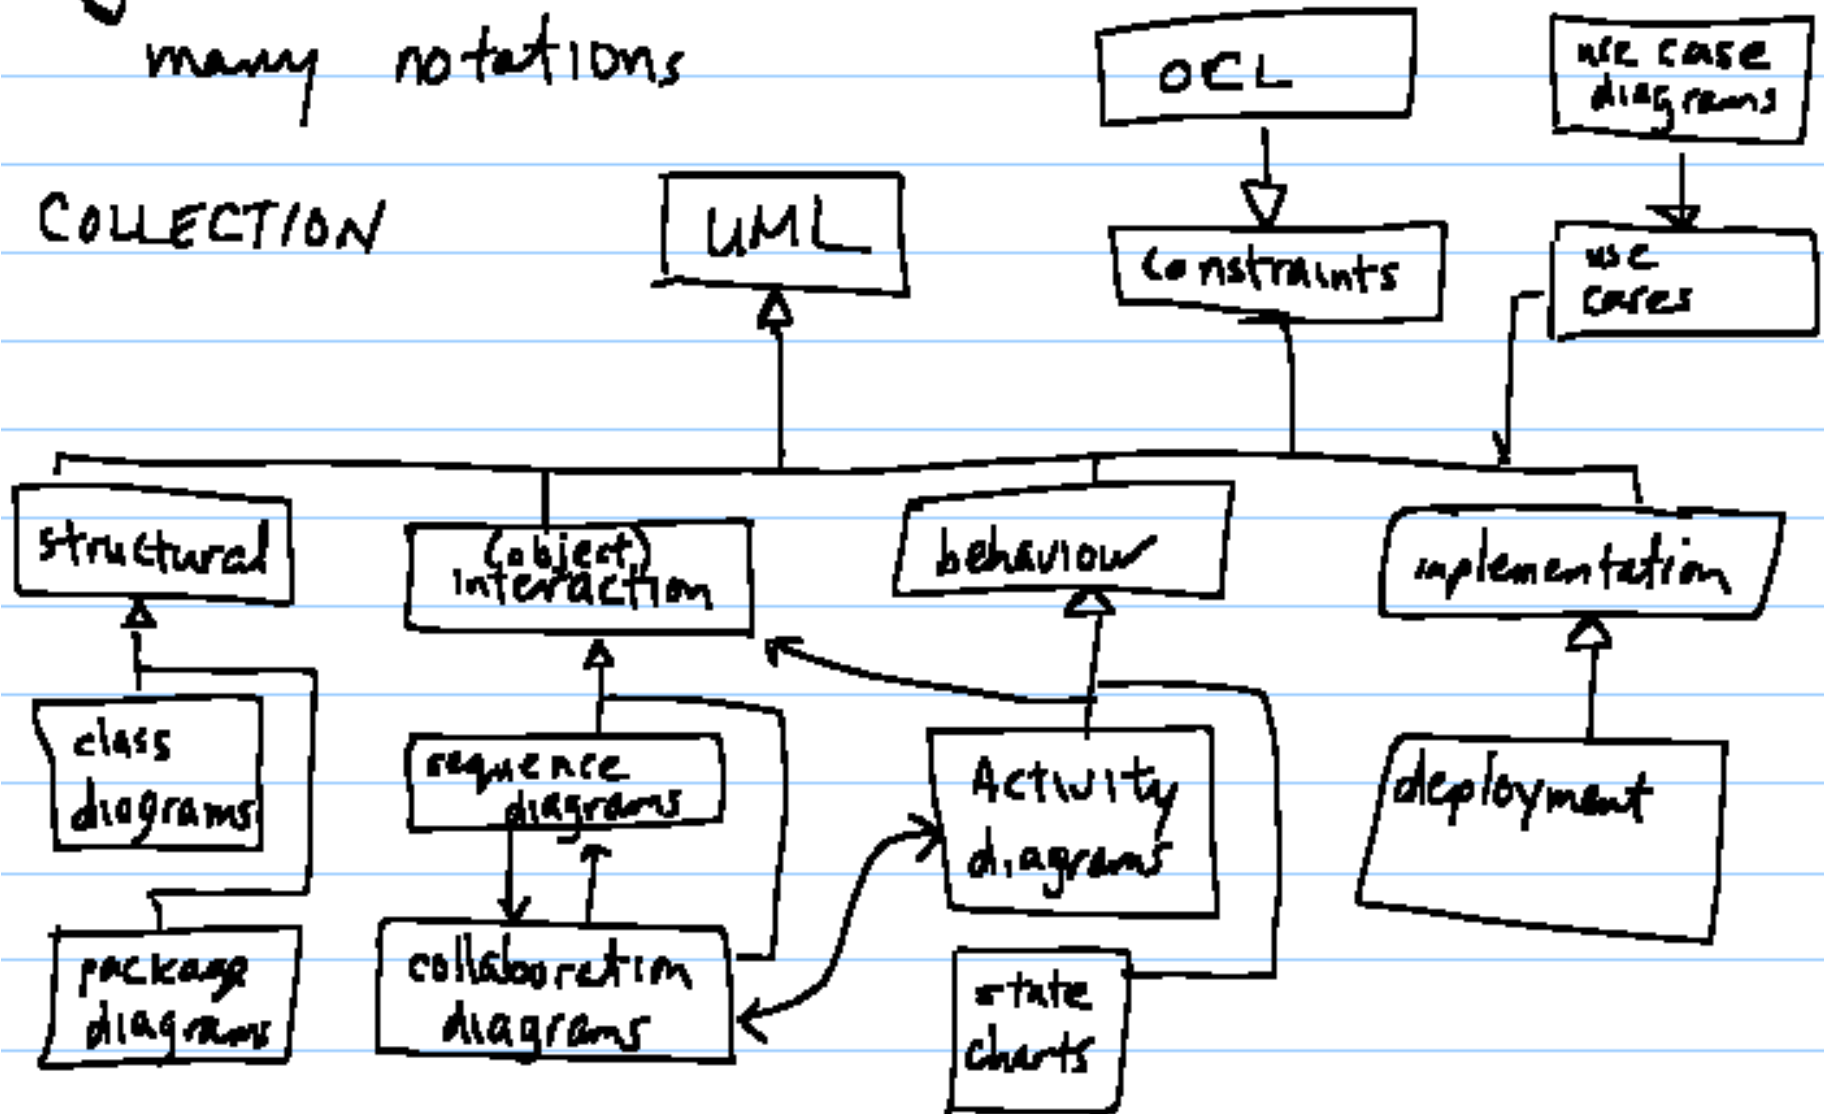 many notations
OCL
use case
diagrams
COLLECTION
UML
constraints
use
cases
structural
(object)
interaction
behaviour
implementation
class
diagrams
sequence
diagrams
Activity
diagrams
deployment
package
diagrams
collaboration
diagrams
state
charts